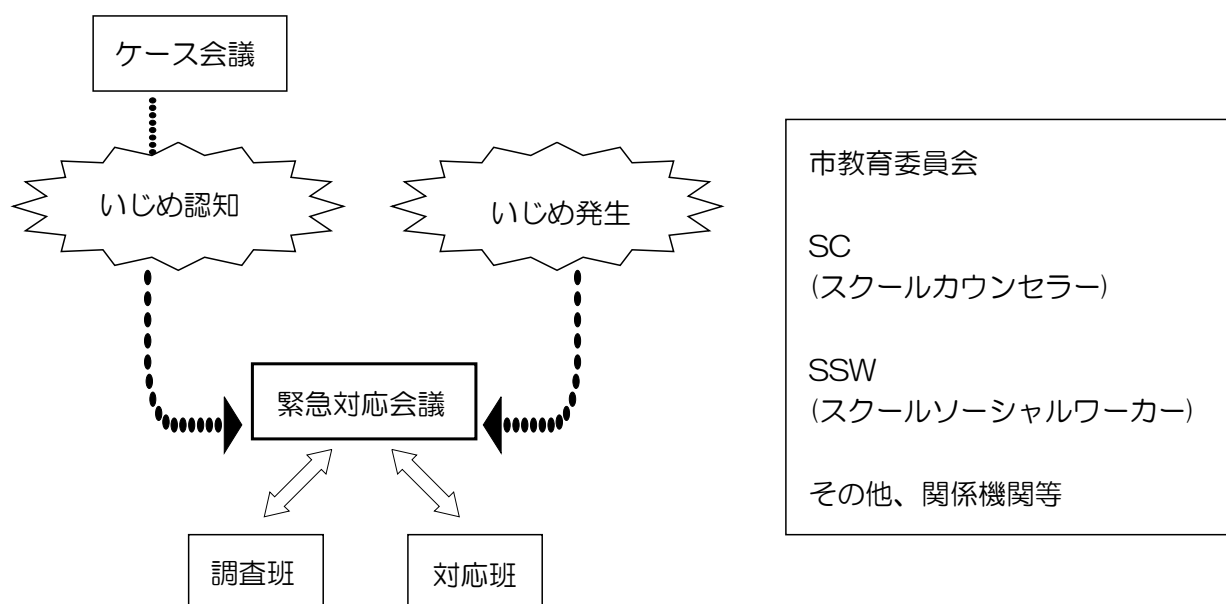 ケース会議
いじめ認知
いじめ発生
緊急対応会議
調査班
対応班
市教育委員会
SC
(スクールカウンセラー)
SSW
(スクールソーシャルワーカー)
その他、関係機関等